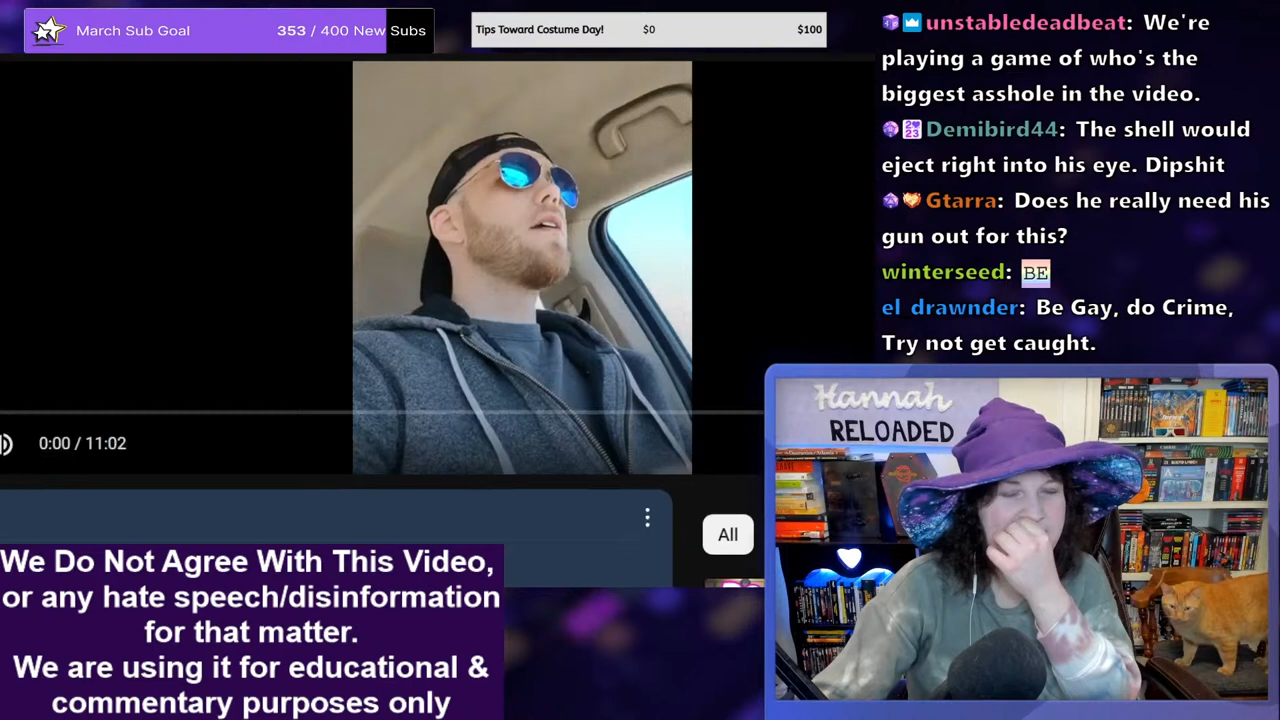 March Sub Goal
353 / 400 New Subs
Tips Toward Costume Day!
$0
$100
unstabledeadbeat: We're
playing a game of who's the
biggest asshole in the video.
Demibird44: The shell would
eject right into his eye. Dipshit
Gtarra: Does he really need his
gun out for this?
winterseed: BE
el_drawnder: Be Gay, do Crime,
Try not get caught.
0:00 / 11:02
All
Hannah
RELOADED
We Do Not Agree With This Video,
or any hate speech/disinformation
for that matter.
We are using it for educational &
commentary purposes only